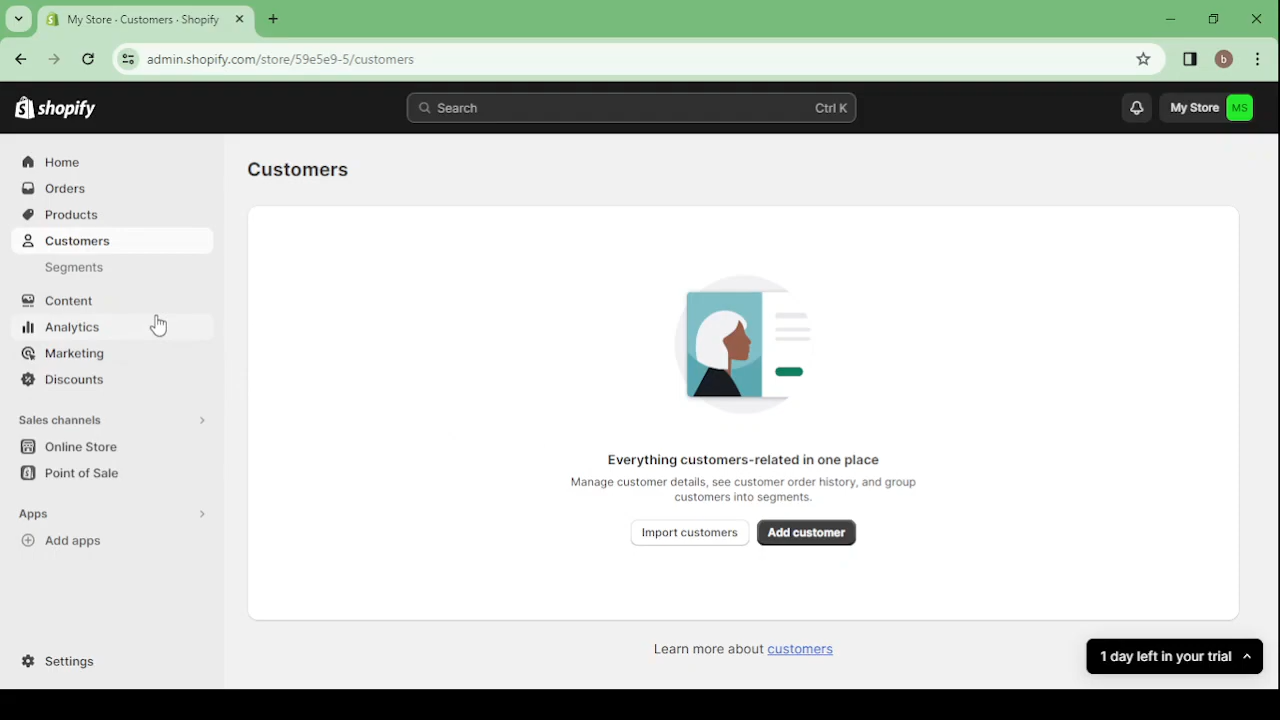 My Store · Customers · Shopify
admin.shopify.com/store/59e5e9-5/customers
b
shopify
Search
Ctrl K
My Store
MS
Home
Orders
Products
Customers
Segments
Content
Analytics
Marketing
Discounts
Sales channels
Online Store
Point of Sale
Apps
Add apps
Settings
Customers
Everything customers-related in one place
Manage customer details, see customer order history, and group
customers into segments.
Import customers
Add customer
Learn more about customers
1 day left in your trial